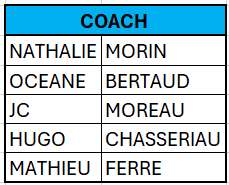 COACH
NATHALIE MORIN
OCEANE BERTAUD
JC MOREAU
HUGO CHASSERIAU
MATHIEU FERRE